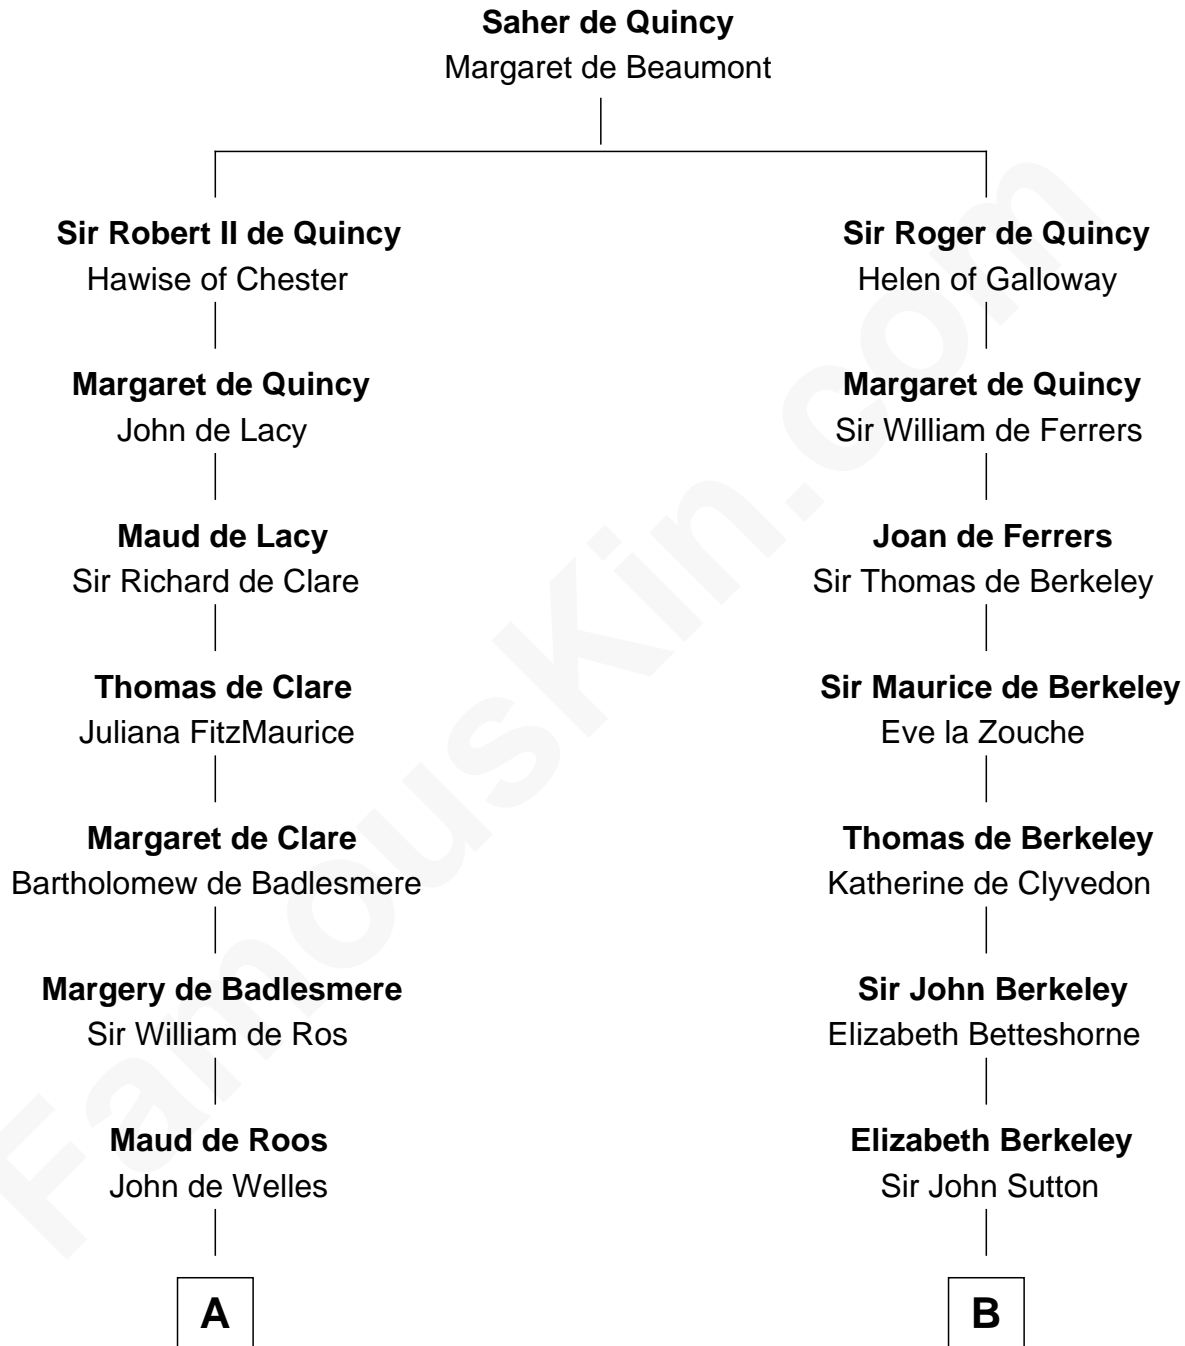 Saher de Quincy
Margaret de Beaumont
Sir Robert II de Quincy
Hawise of Chester
Margaret de Quincy
John de Lacy
Maud de Lacy
Sir Richard de Clare
Thomas de Clare
Juliana FitzMaurice
Margaret de Clare
Bartholomew de Badlesmere
Margery de Badlesmere
Sir William de Ros
Maud de Roos
John de Welles
A
Sir Roger de Quincy
Helen of Galloway
Margaret de Quincy
Sir William de Ferrers
Joan de Ferrers
Sir Thomas de Berkeley
Sir Maurice de Berkeley
Eve la Zouche
Thomas de Berkeley
Katherine de Clyvedon
Sir John Berkeley
Elizabeth Betteshorne
Elizabeth Berkeley
Sir John Sutton
B
FamousKin.com